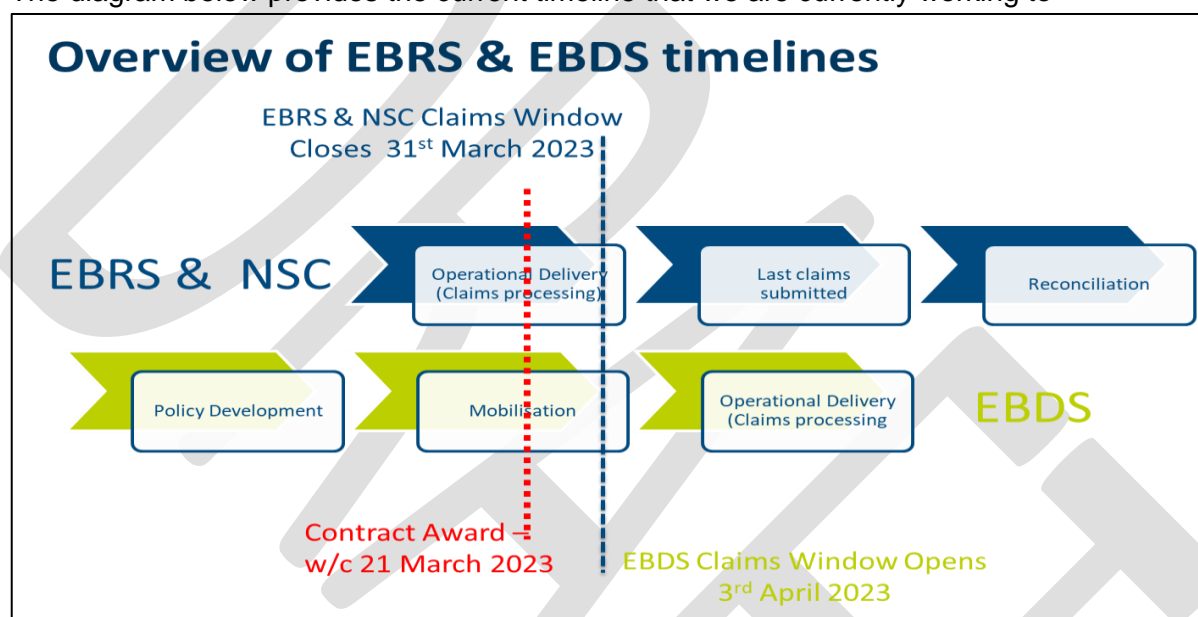 The diagram below provides the current timeline that we are currently working to
Overview of EBRS & EBDS timelines
EBRS & NSC Claims Window
Closes 31st March 2023
EBRS & NSC
Operational Delivery
(Claims processing)
Last claims
submitted
Reconciliation
Policy Development
Mobilisation
Operational Delivery
(Claims processing
EBDS
Contract Award –
w/c 21 March 2023
EBDS Claims Window Opens
3rd April 2023